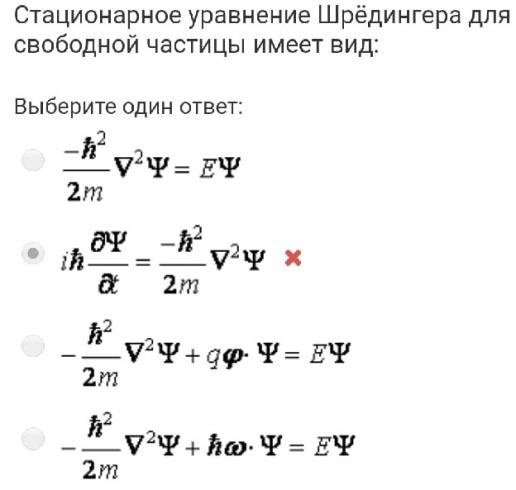 Стационарное уравнение Шрёдингера для
свободной частицы имеет вид:
Выберите один ответ:
-ħ²/2m ∇²Ψ = EΨ
iħ ∂Ψ/∂t = -ħ²/2m ∇²Ψ
- ħ²/2m ∇²Ψ + qφ· Ψ = EΨ
- ħ²/2m ∇²Ψ + ħω· Ψ = EΨ